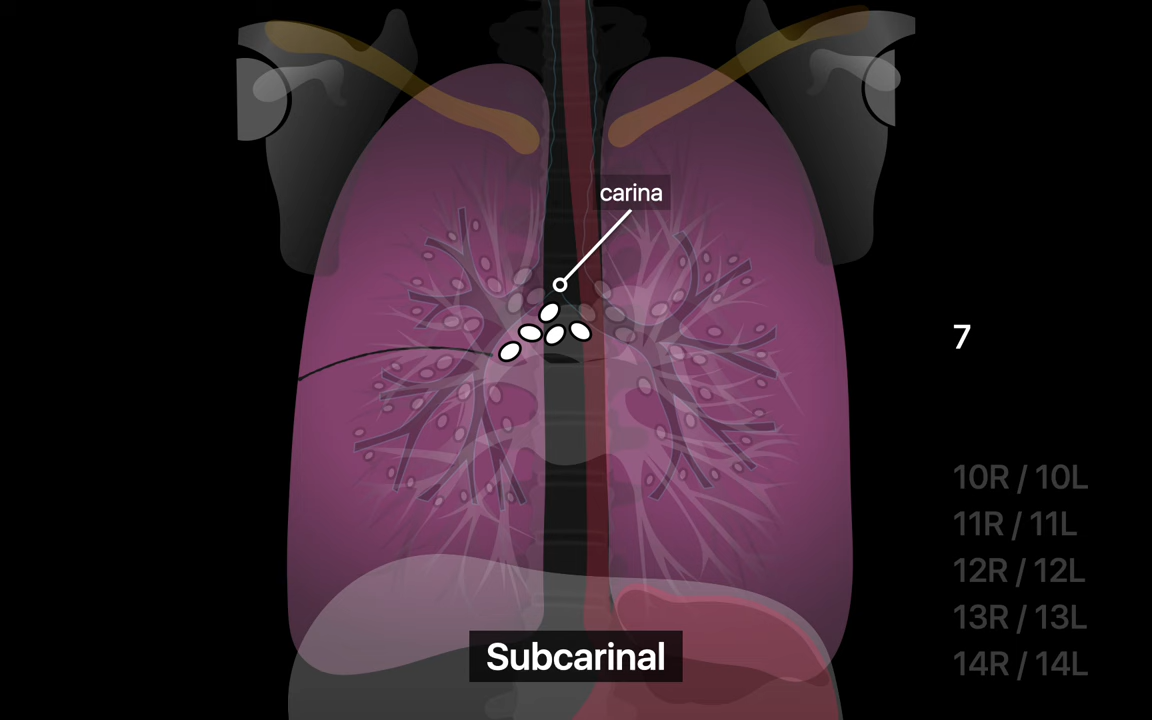 carina
7
10R / 10L
11R / 11L
12R / 12L
13R / 13L
14R / 14L
Subcarinal